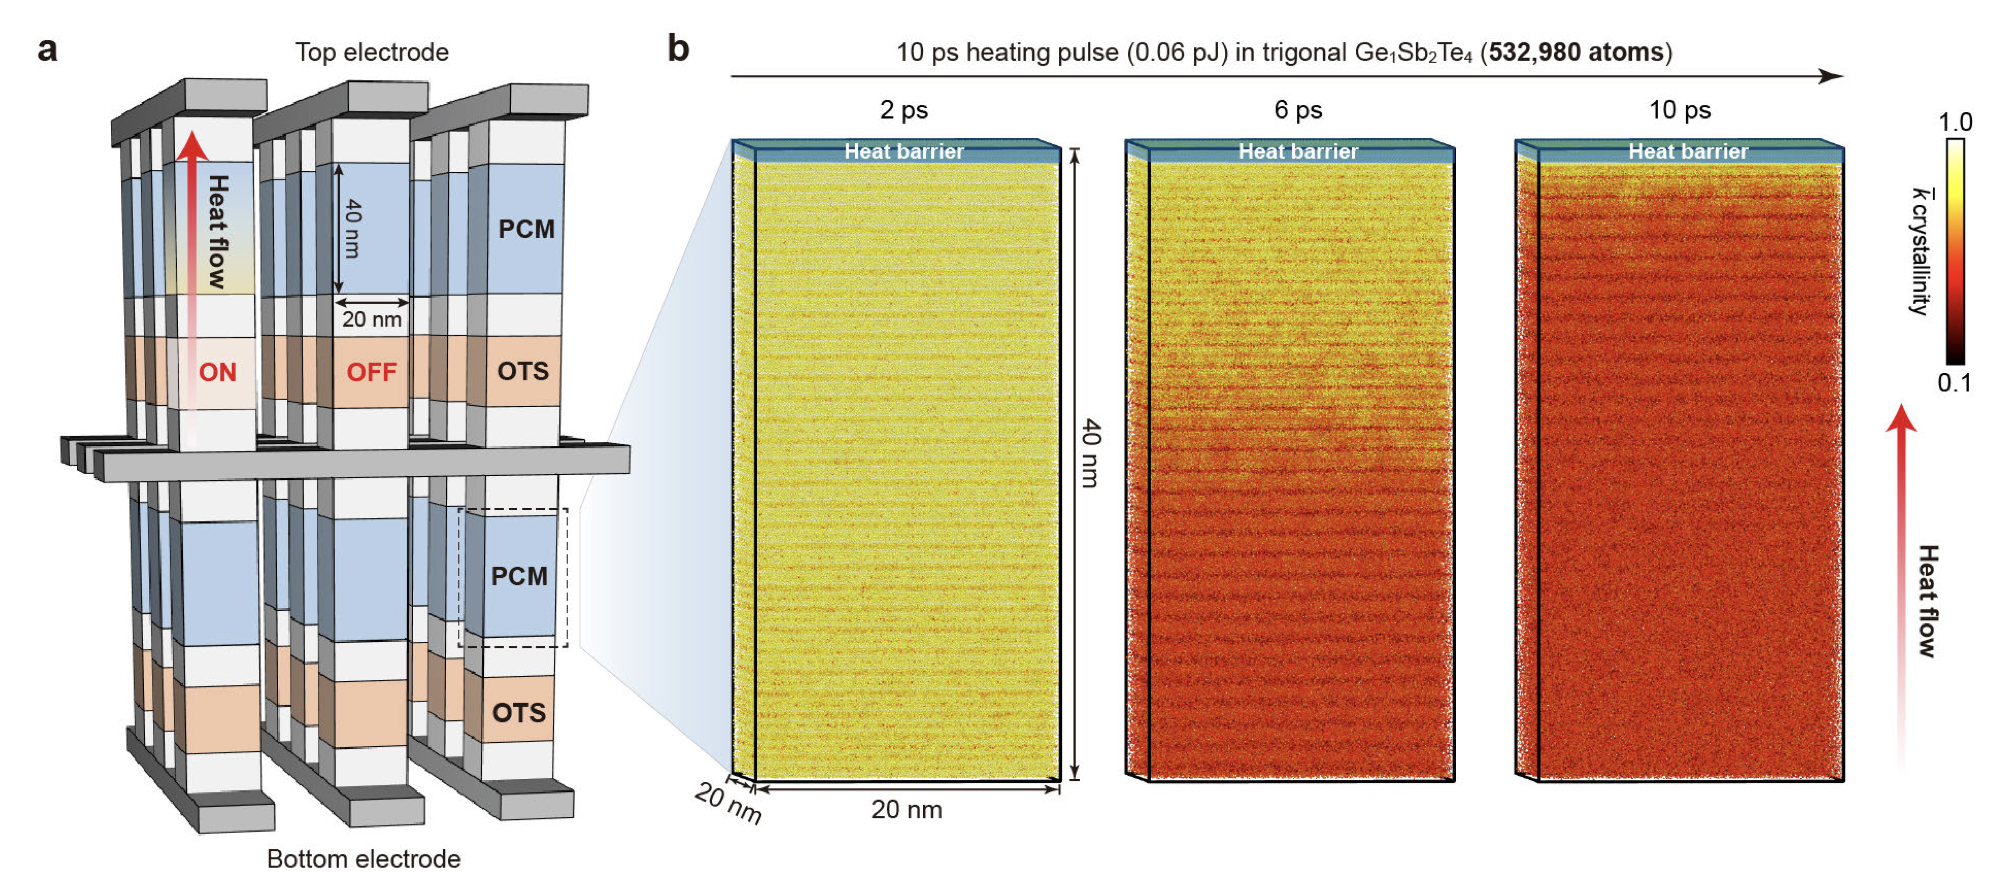 a
Top electrode
Heat flow
40 nm
20 nm
PCM
ON
OFF
OTS
PCM
OTS
Bottom electrode
b
10 ps heating pulse (0.06 pJ) in trigonal Ge₁Sb₂Te₄ (532,980 atoms)
2 ps
6 ps
10 ps
Heat barrier
Heat barrier
Heat barrier
40 nm
20 nm
20 nm
1.0
k̄ crystallinity
0.1
Heat flow